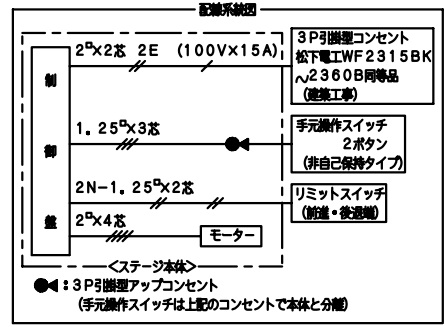 配線系統図
2□×2芯 2E (100V×15A)
3P引掛型コンセント
松下電工WF2315BK
～2360B同等品
(建築工事)
制
御
盤
1.25□×3芯
手元操作スイッチ
2ボタン
(非自己保持タイプ)
2N-1.25□×2芯
リミットスイッチ
(前進・後退端)
2□×4芯
モーター
<ステージ本体>
:3P引掛型アップコンセント
(手元操作スイッチは上記のコンセントで本体と分離)